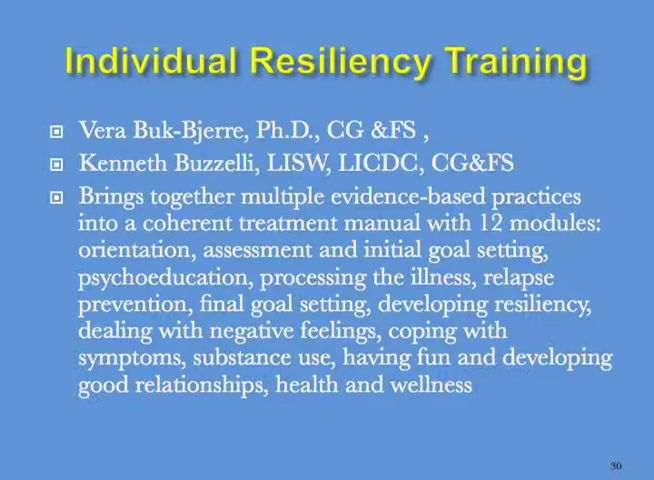 Individual Resiliency Training
Vera Buk-Bjerre, Ph.D., CG &FS ,
Kenneth Buzzelli, LISW, LICDC, CG&FS
Brings together multiple evidence-based practices
into a coherent treatment manual with 12 modules:
orientation, assessment and initial goal setting,
psychoeducation, processing the illness, relapse
prevention, final goal setting, developing resiliency,
dealing with negative feelings, coping with
symptoms, substance use, having fun and developing
good relationships, health and wellness
30